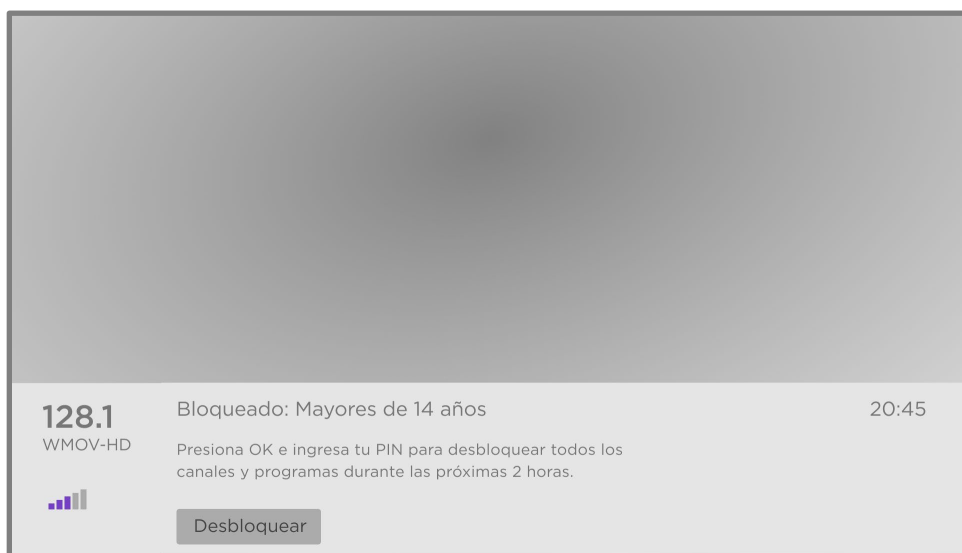 128.1
WMOV-HD
Bloqueado: Mayores de 14 años
20:45
Presiona OK e ingresa tu PIN para desbloquear todos los
canales y programas durante las próximas 2 horas.
Desbloquear